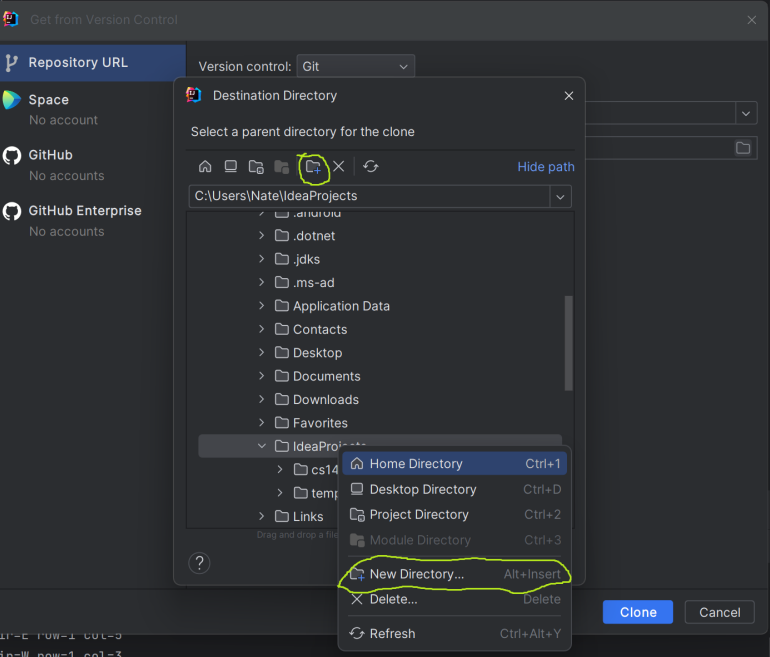 Get from Version Control
Repository URL
Version control: Git
Space
No account
GitHub
No accounts
GitHub Enterprise
No accounts
Destination Directory
Select a parent directory for the clone
Hide path
C:\Users\Nate\IdeaProjects
.android
.dotnet
.jdks
.ms-ad
Application Data
Contacts
Desktop
Documents
Downloads
Favorites
IdeaProjects
cs14
temp
Links
Drag and drop a file
?
Home Directory Ctrl+1
Desktop Directory Ctrl+D
Project Directory Ctrl+2
Module Directory Ctrl+3
New Directory... Alt+Insert
Delete... Delete
Refresh Ctrl+Alt+Y
Clone Cancel
ir=E row=1 col=5
ip=W row=1 col=3